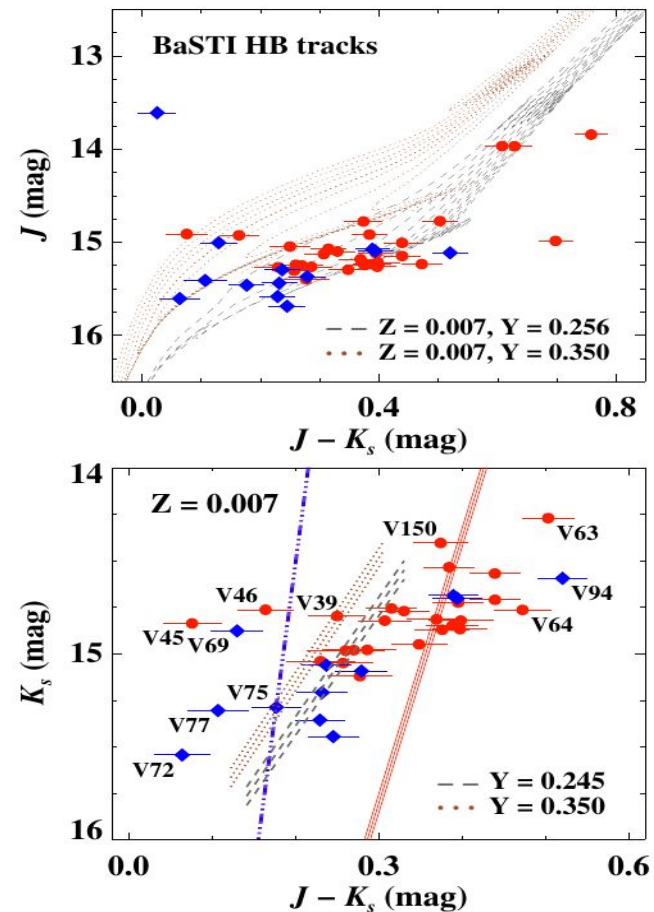 BaSTI HB tracks
13
14
15
16
J (mag)
Z = 0.007, Y = 0.256
Z = 0.007, Y = 0.350
0.0 0.4 0.8
J − Ks (mag)
14
Z = 0.007
V150
V63
V46
V39
V94
V45
V69
V64
15
Ks (mag)
V75
V77
V72
Y = 0.245
Y = 0.350
16
0.0 0.3 0.6
J − Ks (mag)